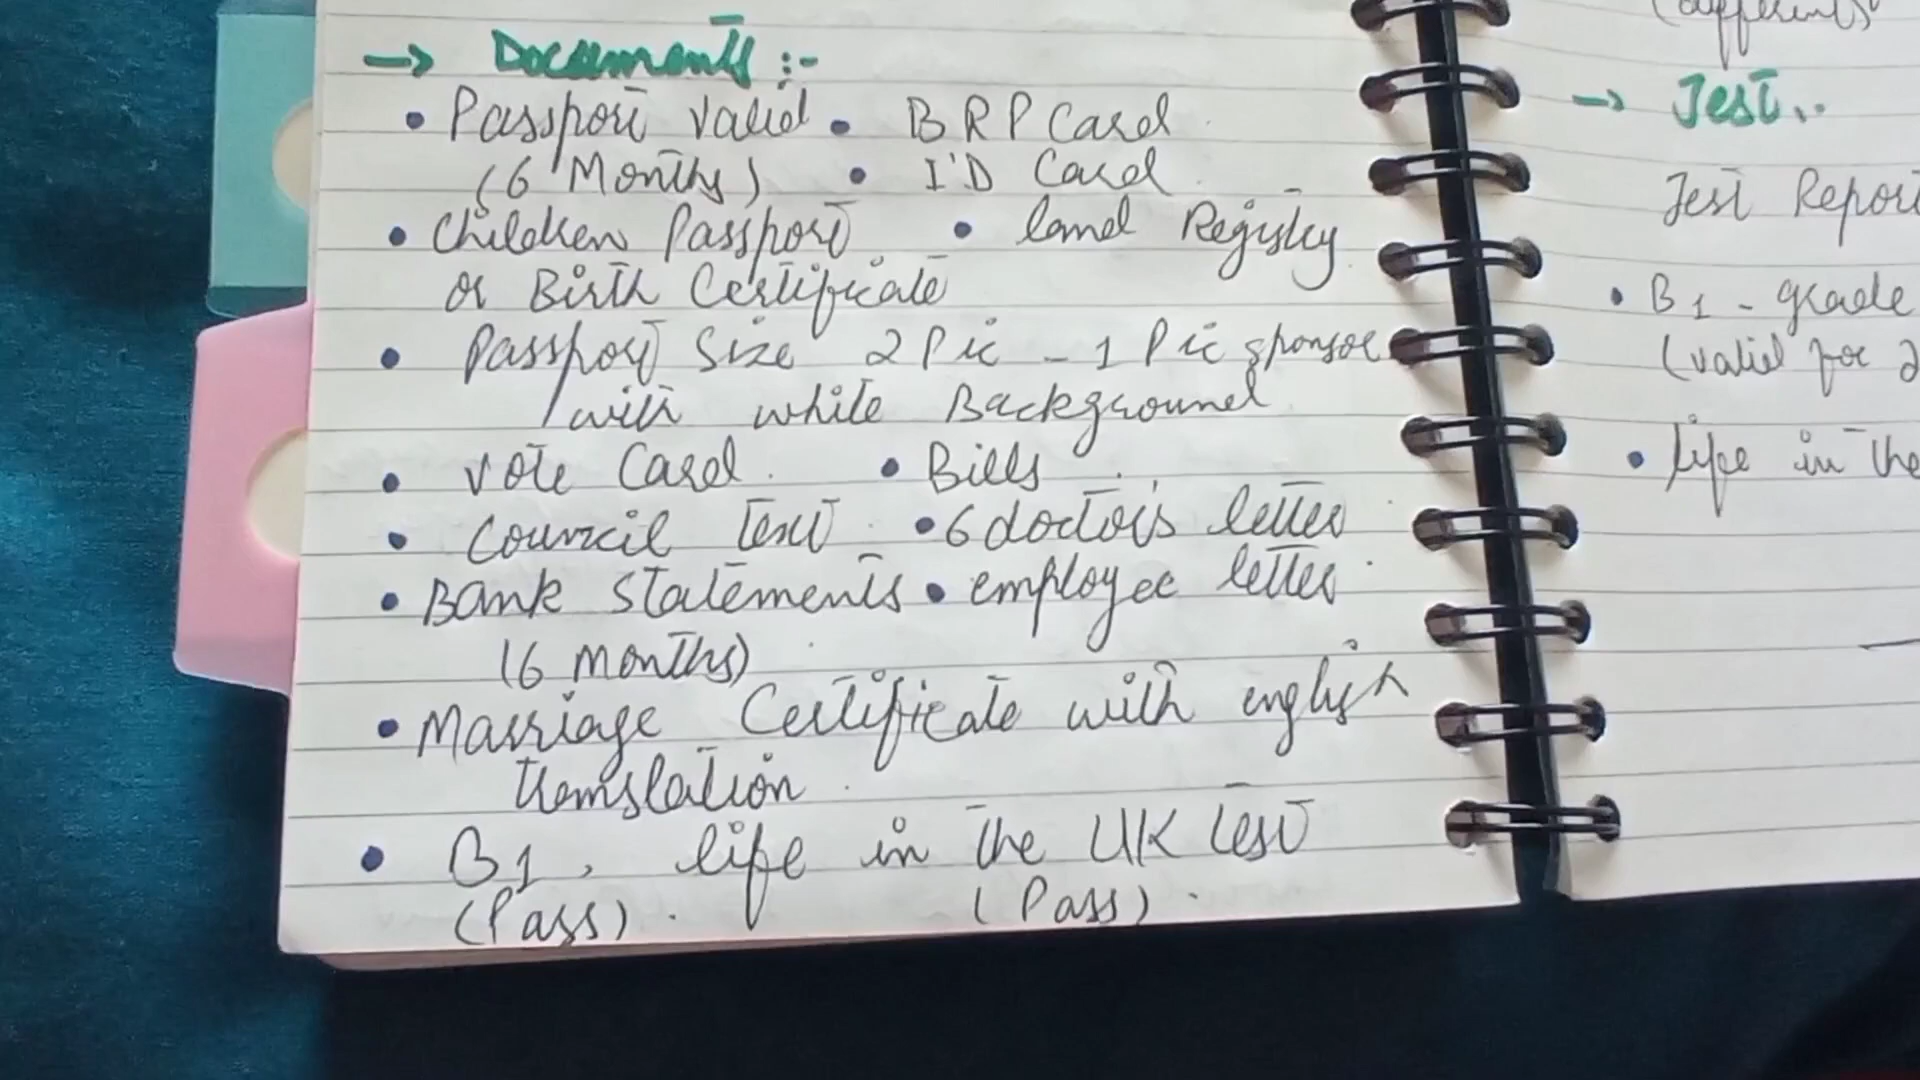 → Documents :-
• Passport valid • BRP Card
(6 Months) • I'D Card
• Children Passport • land Registry
or Birth Certificate
• Passport Size 2 Pic - 1 Pic sponsor
with white Background
• Vote Card • Bills
• Council text • 6 doctor's letter
• Bank Statements • employee letter
(6 months)
• Marriage Certificate with english
translation
• B1, life in the UK test
(Pass). (Pass).
(different)
→ Test..
Test Report
• B1 - grade
(valid for 2
• life in the